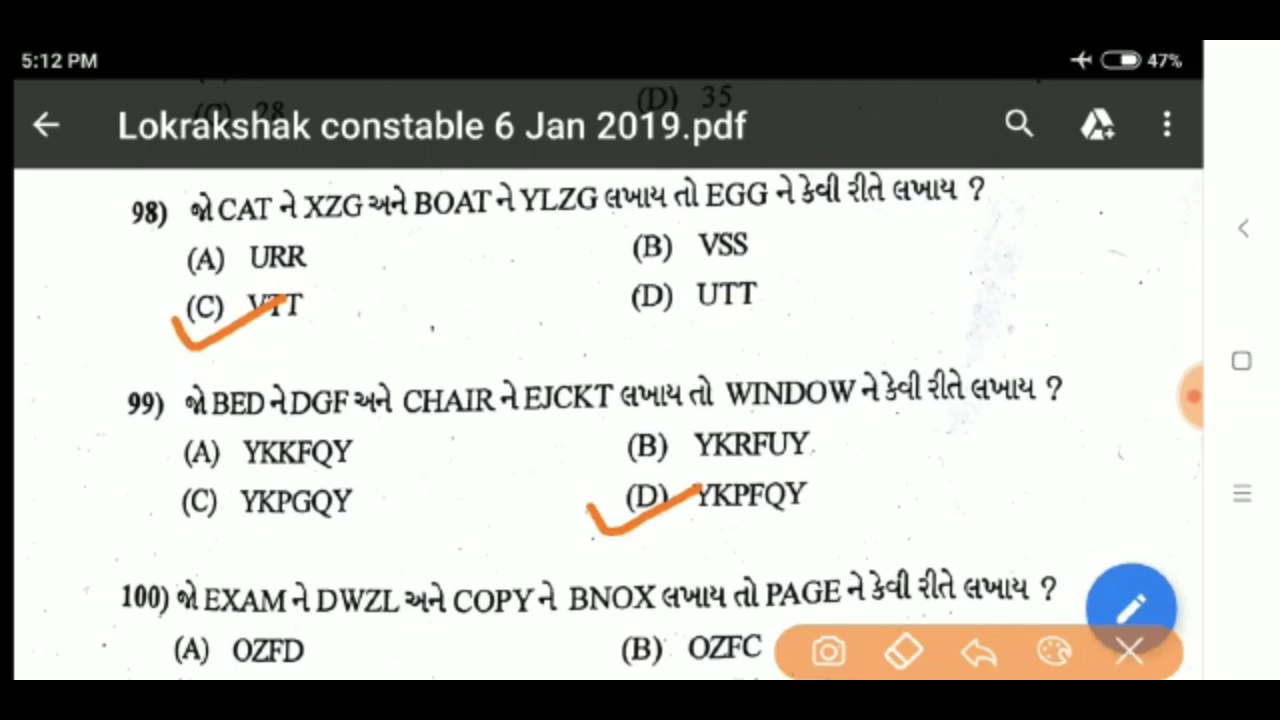 5:12 PM
47%
(C) 28 (D) 35
Lokrakshak constable 6 Jan 2019.pdf
98) જો CAT ને XZG અને BOAT ને YLZG લખાય તો EGG ને કેવી રીતે લખાય ?
(A) URR (B) VSS
(C) VTT (D) UTT
99) જો BED ને DGF અને CHAIR ને EJCKT લખાય તો WINDOW ને કેવી રીતે લખાય ?
(A) YKKFQY (B) YKRFUY
(C) YKPGQY (D) YKPFQY
100) જો EXAM ને DWZL અને COPY ને BNOX લખાય તો PAGE ને કેવી રીતે લખાય ?
(A) OZFD (B) OZFC